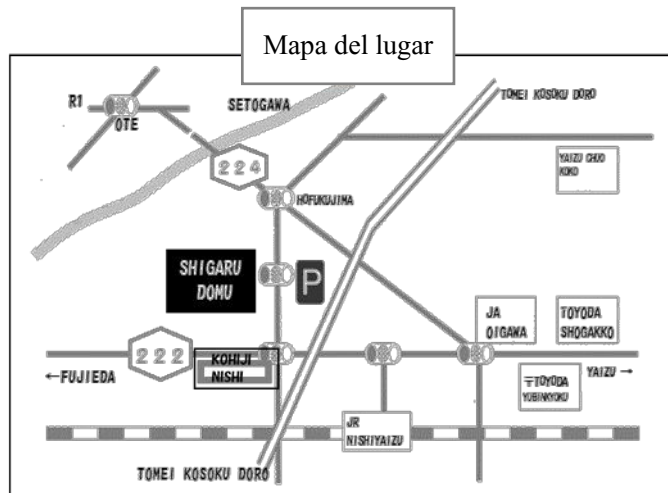 Mapa del lugar
R1
OTE
SETOGAWA
TOMEI KOSOKU DORO
224
HOFUKUJIMA
YAIZU CHUO
KOKO
SHIGARU
DOMU
P
JA
OIGAWA
TOYODA
SHOGAKKO
222
KOHIJI
NISHI
←FUJIEDA
〒TOYODA
YUBINKYOKU
YAIZU →
JR
NISHIYAIZU
TOMEI KOSOKU DORO